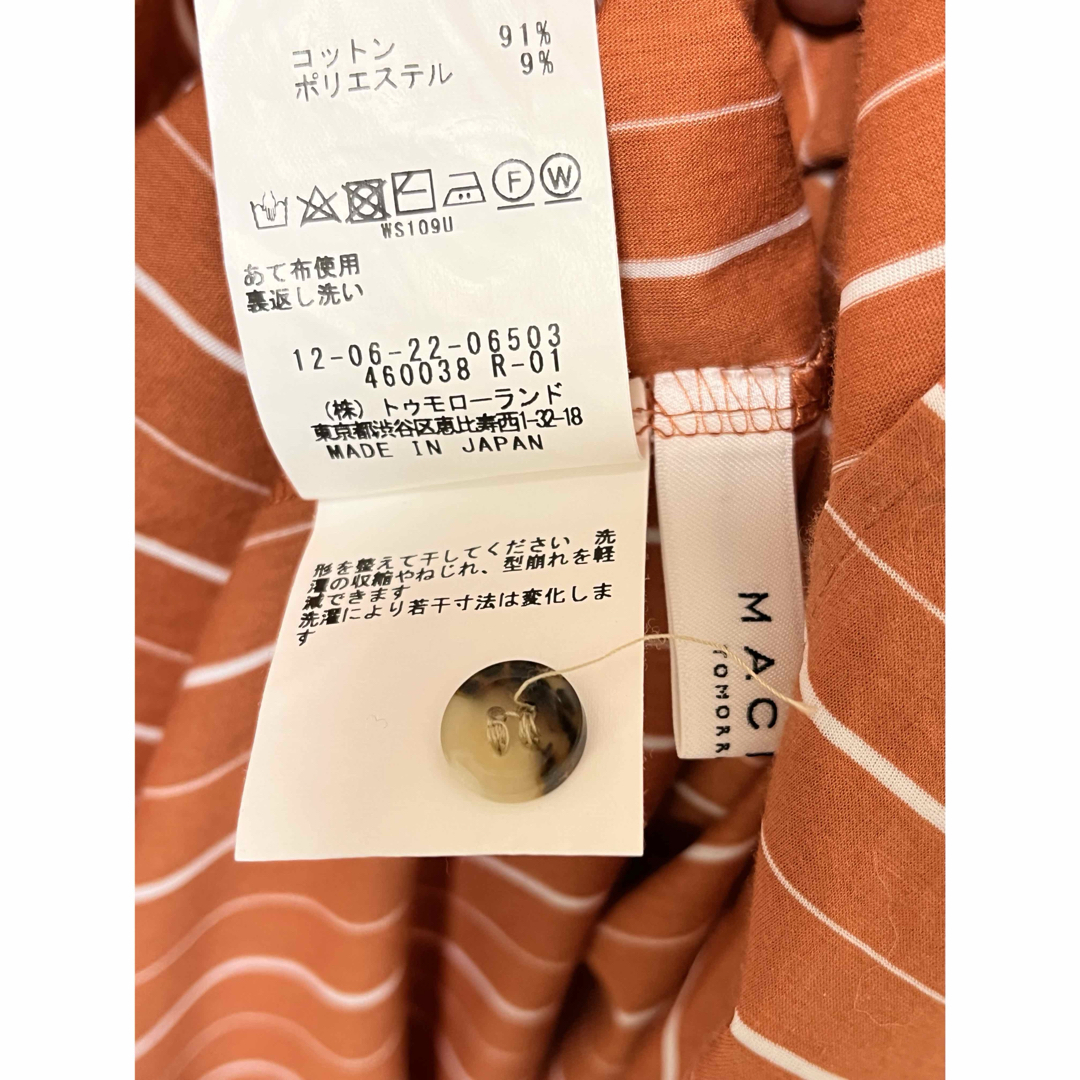 コットン 91%
ポリエステル 9%
F W
WS109U
あて布使用
裏返し洗い
12-06-22-06503
460038 R-01
(株) トゥモローランド
東京都渋谷区恵比寿西1-32-18
MADE IN JAPAN
形を整えて干してください 洗
濯の収縮やねじれ、型崩れを軽
減できます
洗濯により若干寸法は変化しま
す
MAC
TOMORR